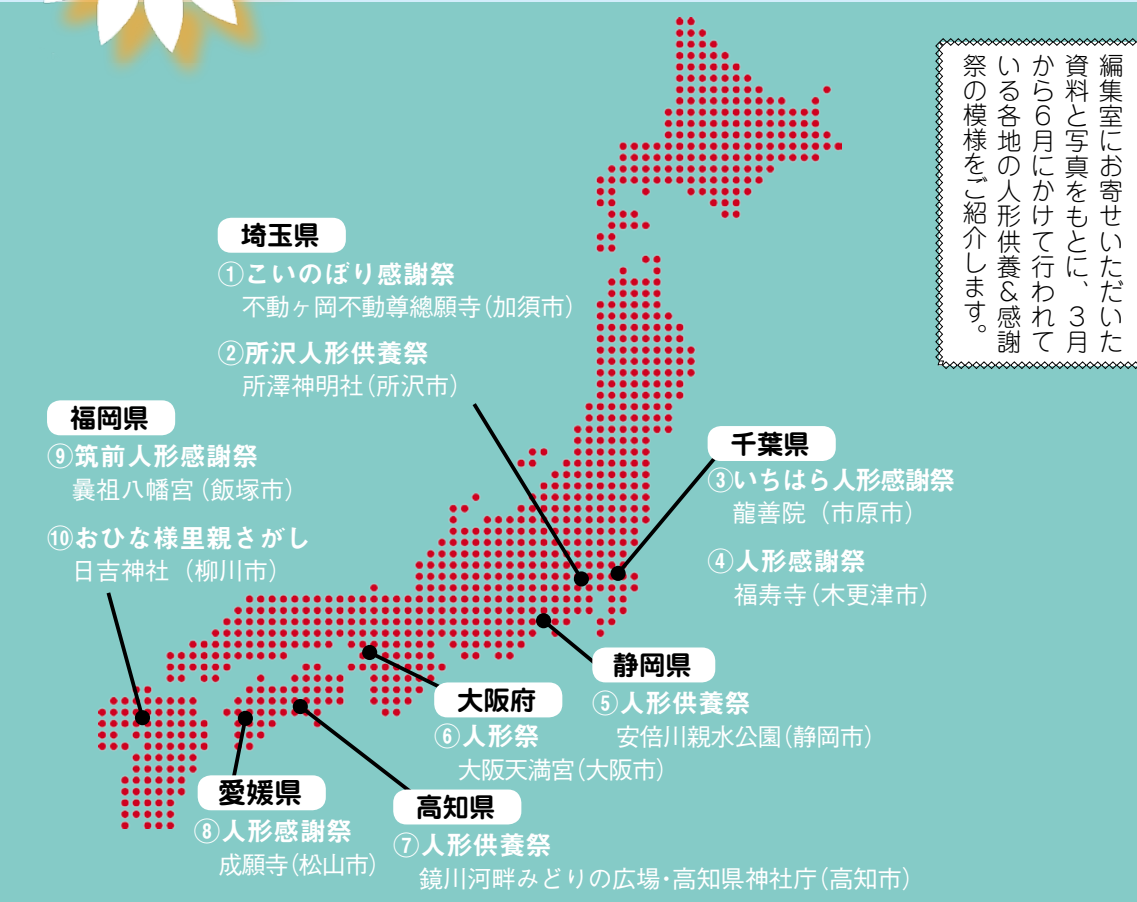 編集室にお寄せいただいた
資料と写真をもとに、3月
から6月にかけて行われて
いる各地の人形供養&感謝
祭の模様をご紹介します。
埼玉県
①こいのぼり感謝祭
不動ヶ岡不動尊總願寺(加須市)
②所沢人形供養祭
所澤神明社(所沢市)
千葉県
③いちはら人形感謝祭
龍善院(市原市)
④人形感謝祭
福寿寺(木更津市)
静岡県
⑤人形供養祭
安倍川親水公園(静岡市)
大阪府
⑥人形祭
大阪天満宮(大阪市)
高知県
⑦人形供養祭
鏡川河畔みどりの広場・高知県神社庁(高知市)
愛媛県
⑧人形感謝祭
成願寺(松山市)
福岡県
⑨筑前人形感謝祭
曩祖八幡宮(飯塚市)
⑩おひな様里親さがし
日吉神社(柳川市)